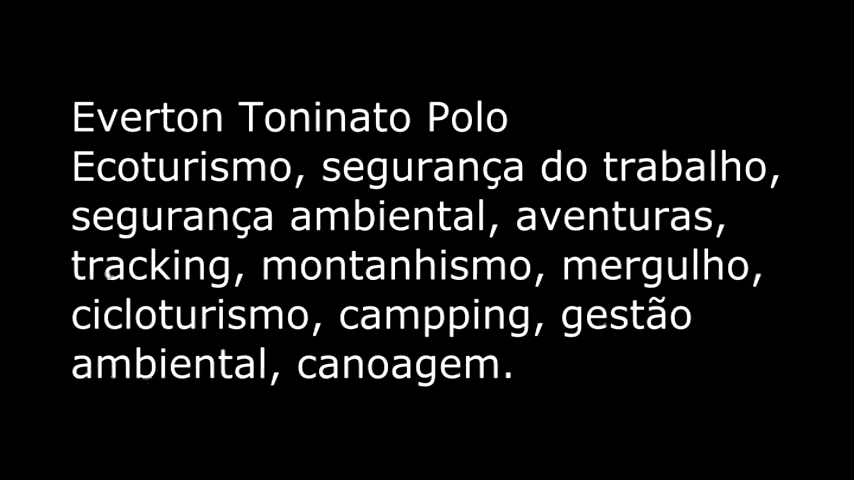 Everton Toninato Polo
Ecoturismo, segurança do trabalho,
segurança ambiental, aventuras,
tracking, montanhismo, mergulho,
cicloturismo, campping, gestão
ambiental, canoagem.